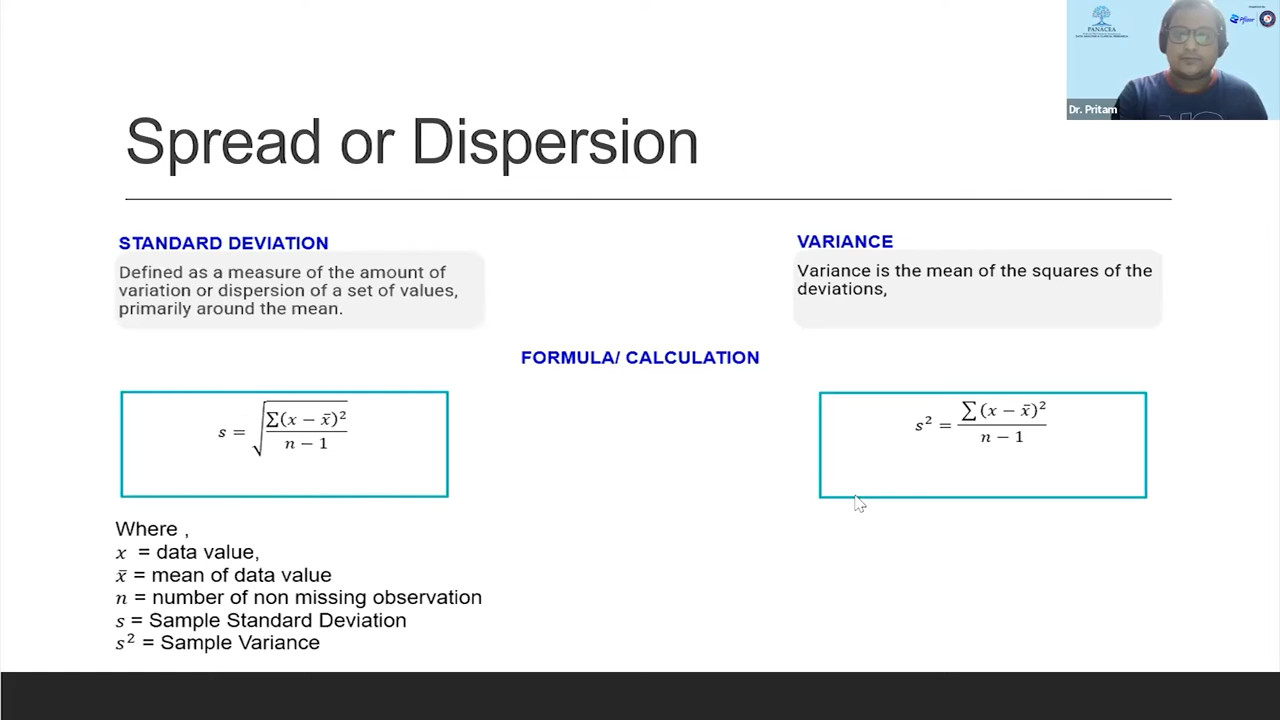 PANACEA
Pfizer
Dr. Pritam
Spread or Dispersion
STANDARD DEVIATION
Defined as a measure of the amount of
variation or dispersion of a set of values,
primarily around the mean.
VARIANCE
Variance is the mean of the squares of the
deviations,
FORMULA/ CALCULATION
s = √(∑(x − x̄)² / (n − 1))
s² = ∑(x − x̄)² / (n − 1)
Where ,
x = data value,
x̄ = mean of data value
n = number of non missing observation
s = Sample Standard Deviation
s² = Sample Variance